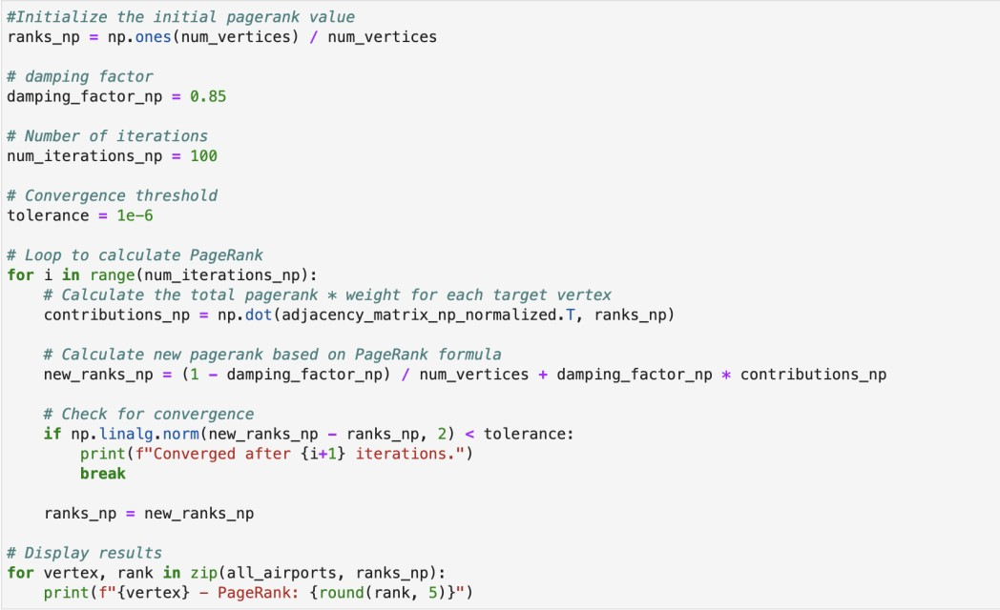 #Initialize the initial pagerank value
ranks_np = np.ones(num_vertices) / num_vertices

# damping factor
damping_factor_np = 0.85

# Number of iterations
num_iterations_np = 100

# Convergence threshold
tolerance = 1e-6

# Loop to calculate PageRank
for i in range(num_iterations_np):
    # Calculate the total pagerank * weight for each target vertex
    contributions_np = np.dot(adjacency_matrix_np_normalized.T, ranks_np)

    # Calculate new pagerank based on PageRank formula
    new_ranks_np = (1 - damping_factor_np) / num_vertices + damping_factor_np * contributions_np

    # Check for convergence
    if np.linalg.norm(new_ranks_np - ranks_np, 2) < tolerance:
        print(f"Converged after {i+1} iterations.")
        break

    ranks_np = new_ranks_np

# Display results
for vertex, rank in zip(all_airports, ranks_np):
    print(f"{vertex} - PageRank: {round(rank, 5)}")